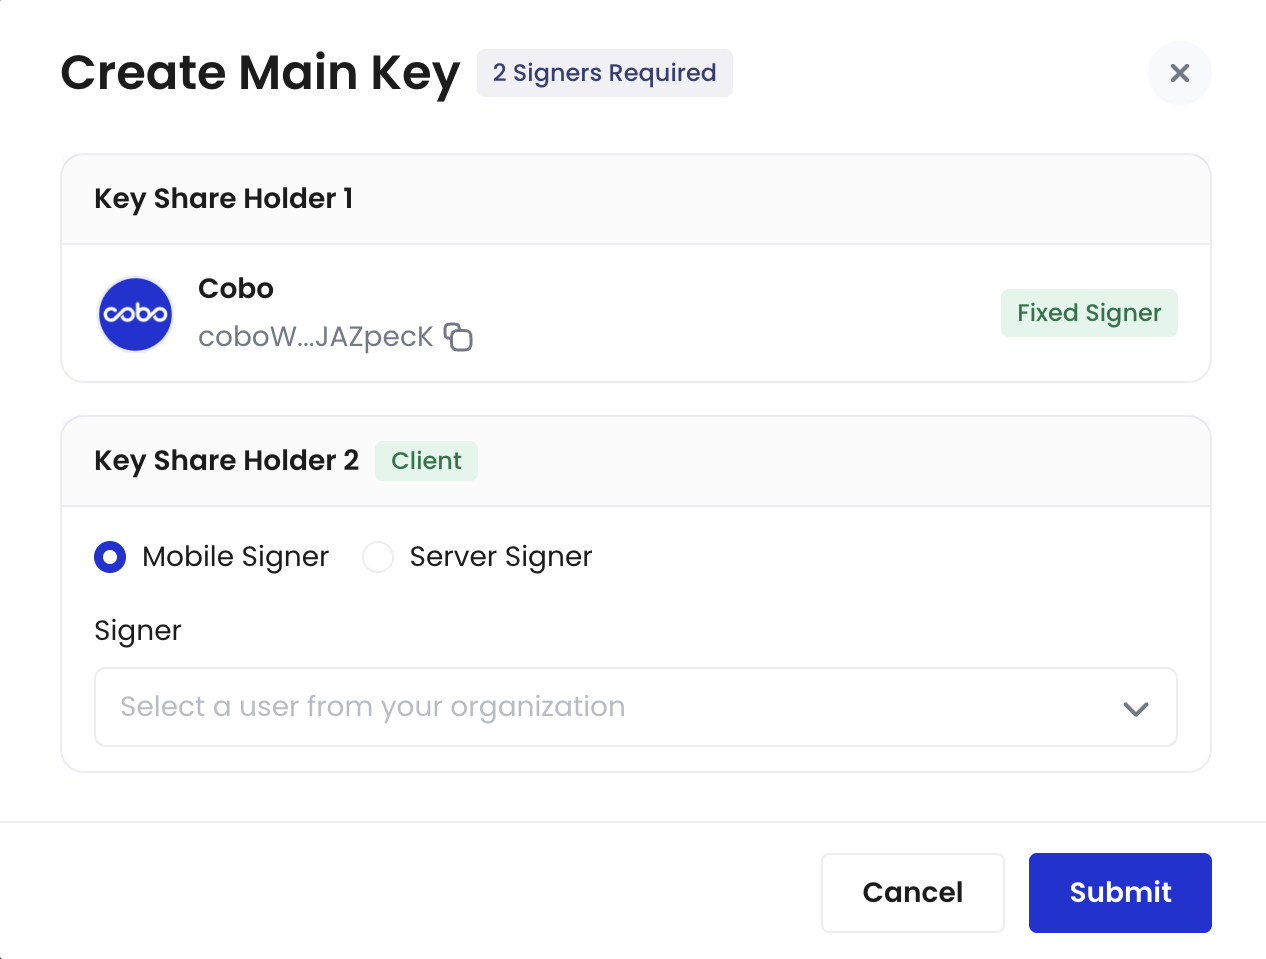 Create Main Key
2 Signers Required
Key Share Holder 1
cobo
Cobo
coboW...JAZpecK
Fixed Signer
Key Share Holder 2
Client
Mobile Signer
Server Signer
Signer
Select a user from your organization
Cancel
Submit